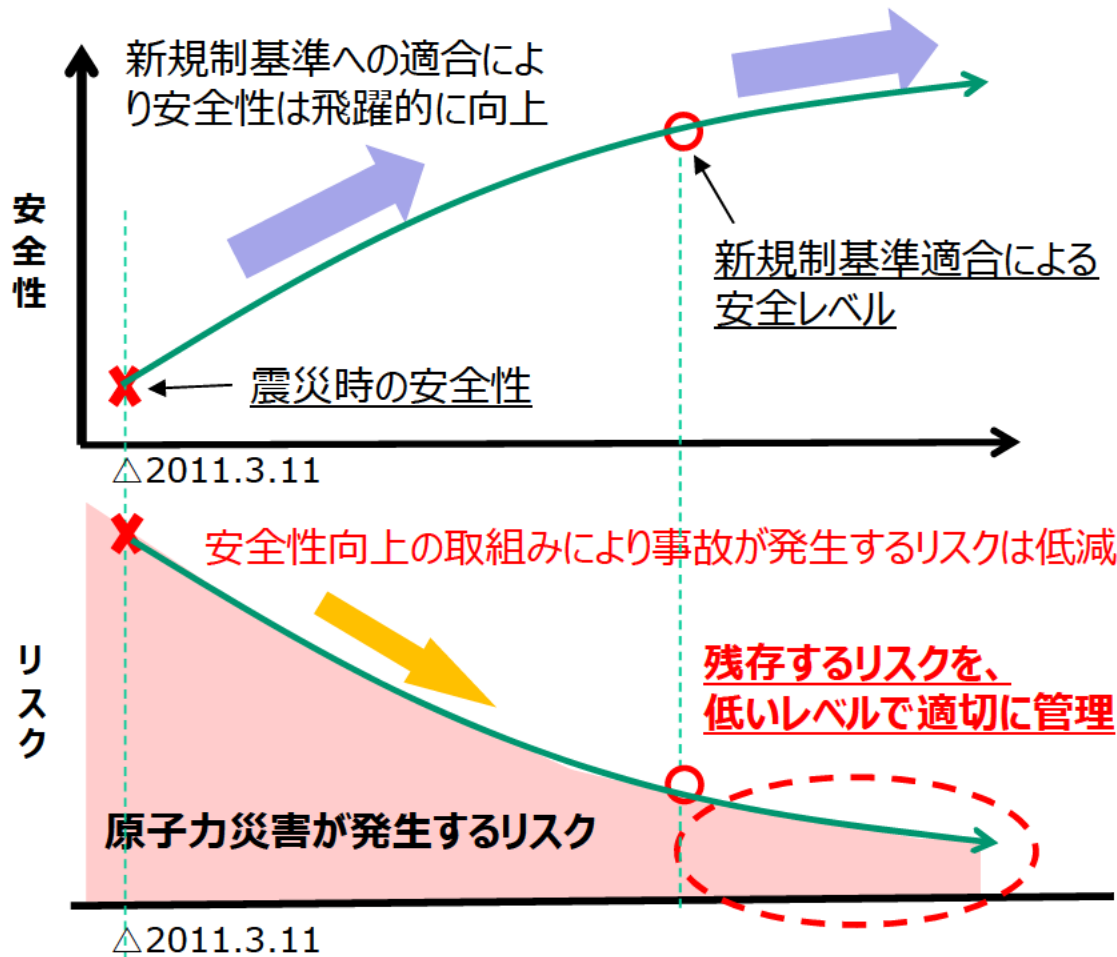 新規制基準への適合によ
り安全性は飛躍的に向上
安全性
新規制基準適合による
安全レベル
震災時の安全性
△2011.3.11
安全性向上の取組みにより事故が発生するリスクは低減
リスク
残存するリスクを、
低いレベルで適切に管理
原子力災害が発生するリスク
△2011.3.11